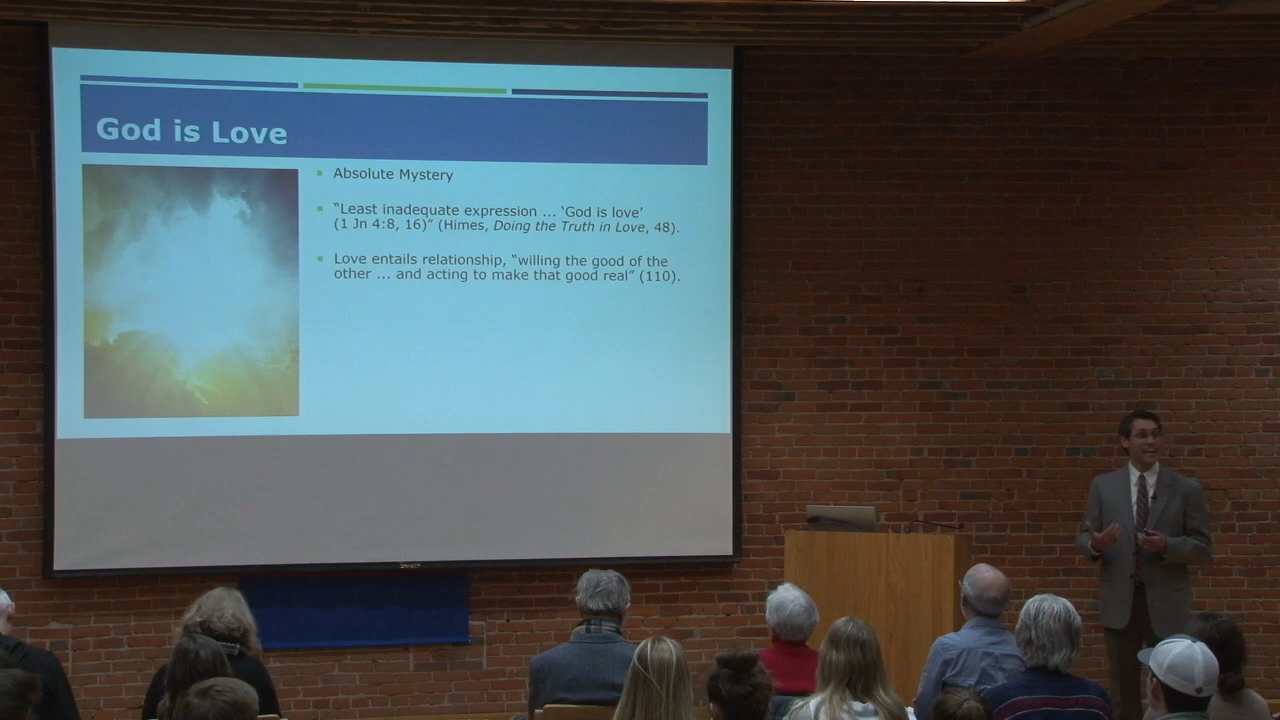 God is Love
Absolute Mystery
“Least inadequate expression ... ‘God is love’
(1 Jn 4:8, 16)” (Himes, Doing the Truth in Love, 48).
Love entails relationship, “willing the good of the
other ... and acting to make that good real” (110).